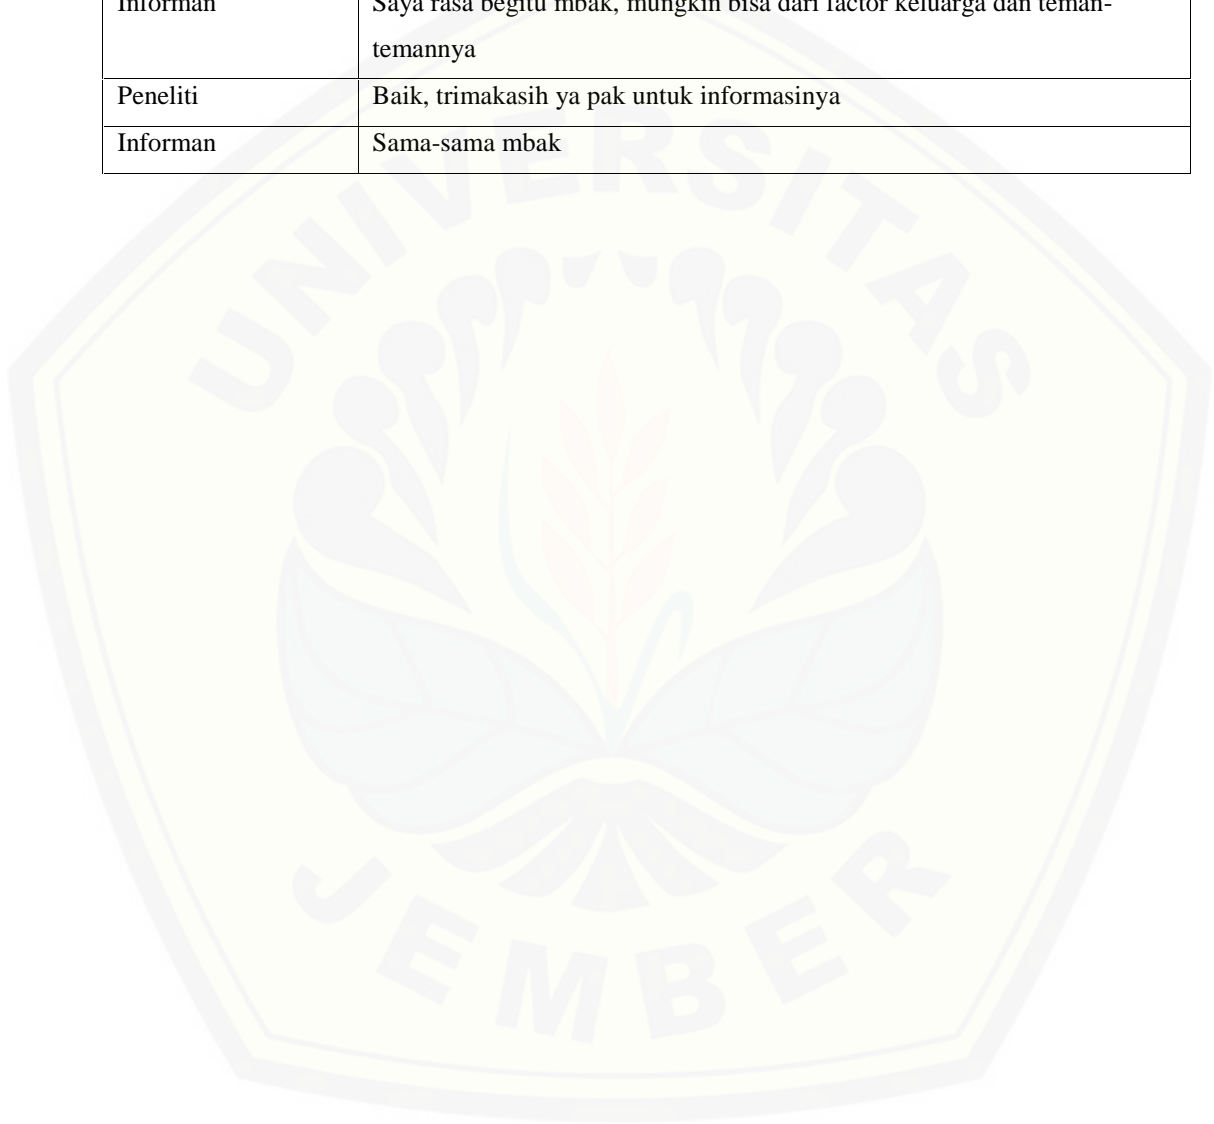 Informan Saya rasa begitu mbak, mungkin bisa dari factor keluarga dan teman-
temannya
Peneliti Baik, trimakasih ya pak untuk informasinya
Informan Sama-sama mbak
UNIVERSITAS
JEMBER